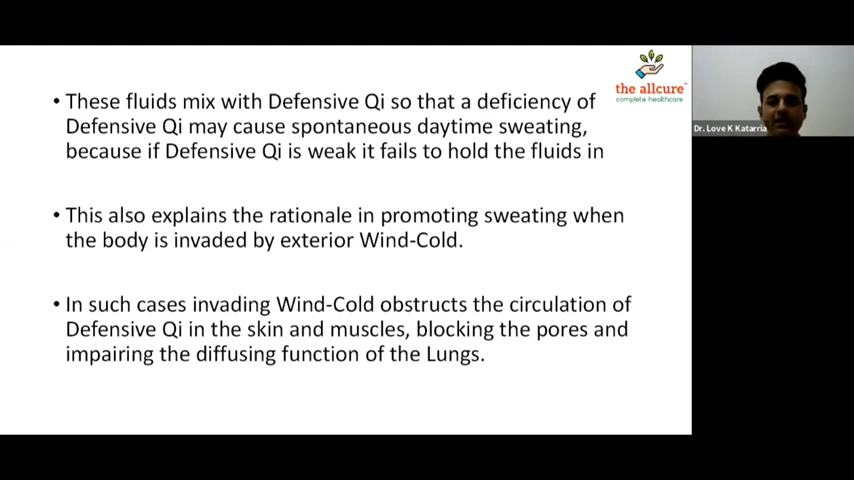 the allcure
complete healthcare
• These fluids mix with Defensive Qi so that a deficiency of
Defensive Qi may cause spontaneous daytime sweating,
because if Defensive Qi is weak it fails to hold the fluids in
• This also explains the rationale in promoting sweating when
the body is invaded by exterior Wind-Cold.
• In such cases invading Wind-Cold obstructs the circulation of
Defensive Qi in the skin and muscles, blocking the pores and
impairing the diffusing function of the Lungs.
Dr. Love K Katarria